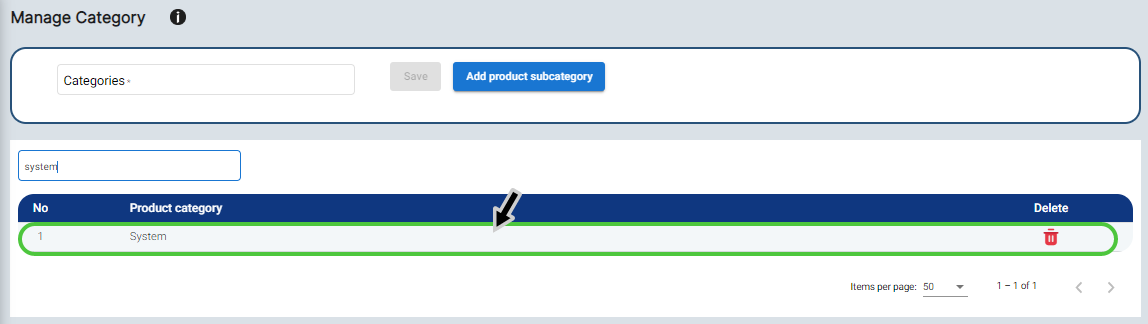 Manage Category
Categories *
Save
Add product subcategory
system
No Product category Delete
1 System
Items per page: 50 1 – 1 of 1